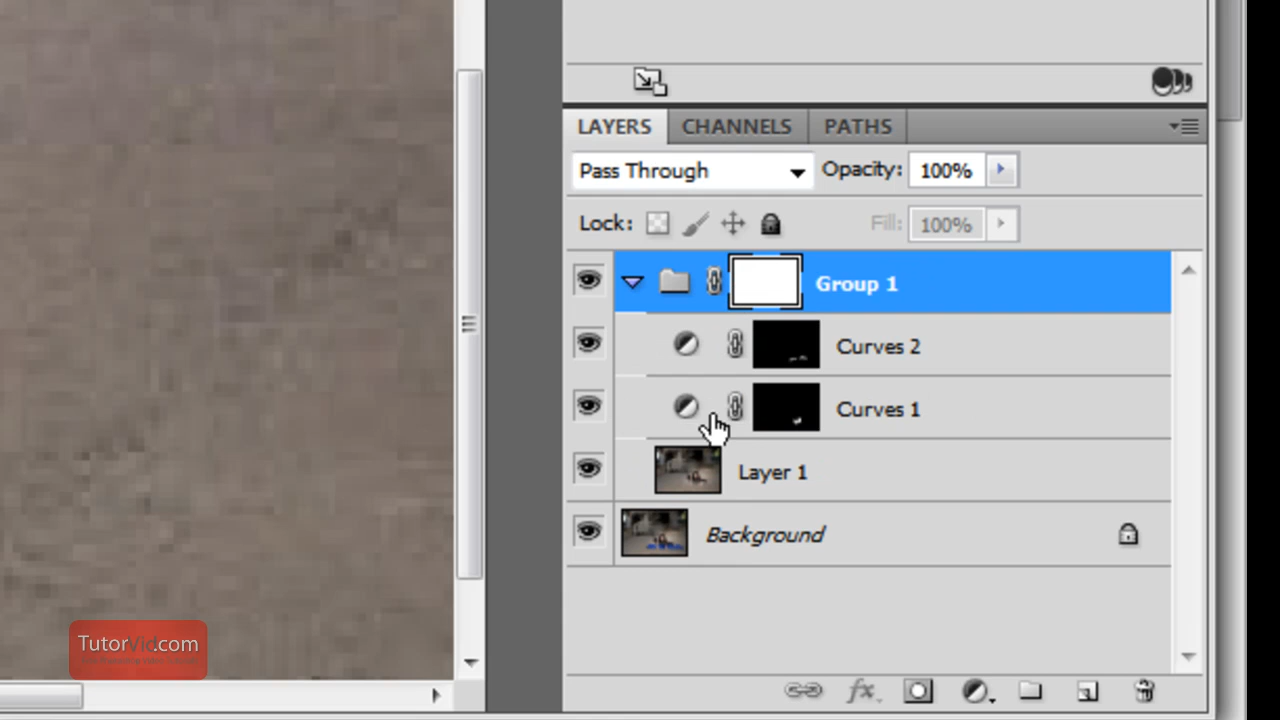 LAYERS CHANNELS PATHS
Pass Through Opacity: 100%
Lock: Fill: 100%
Group 1
Curves 2
Curves 1
Layer 1
Background
fx
TutorVid.com